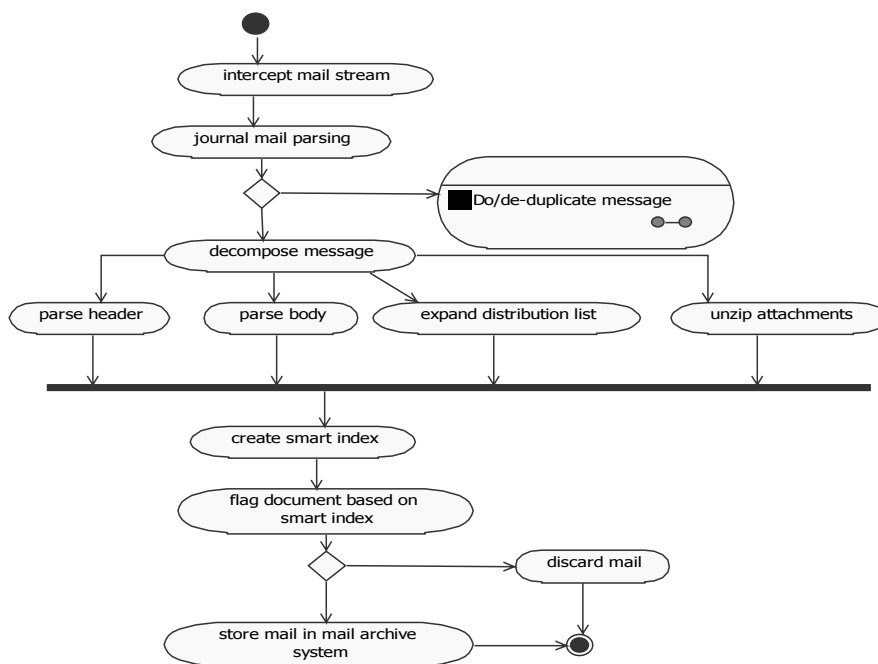 intercept mail stream
journal mail parsing
Do/de-duplicate message
decompose message
parse header
parse body
expand distribution list
unzip attachments
create smart index
flag document based on
smart index
discard mail
store mail in mail archive
system